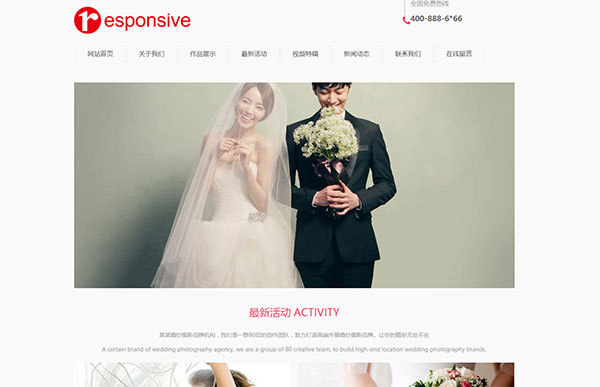 全国免费热线
responsive
400-888-6*66
网站首页 关于我们 作品展示 最新活动 视频特辑 新闻动态 联系我们 在线留言
最新活动 ACTIVITY
某某婚纱摄影品牌机构，我们是一群80后的创作团队，致力打造高端外景婚纱摄影品牌。让你的精彩无处不在
A certain brand of wedding photography agency, we are a group of 80 creative team, to build high-end location wedding photography brands.